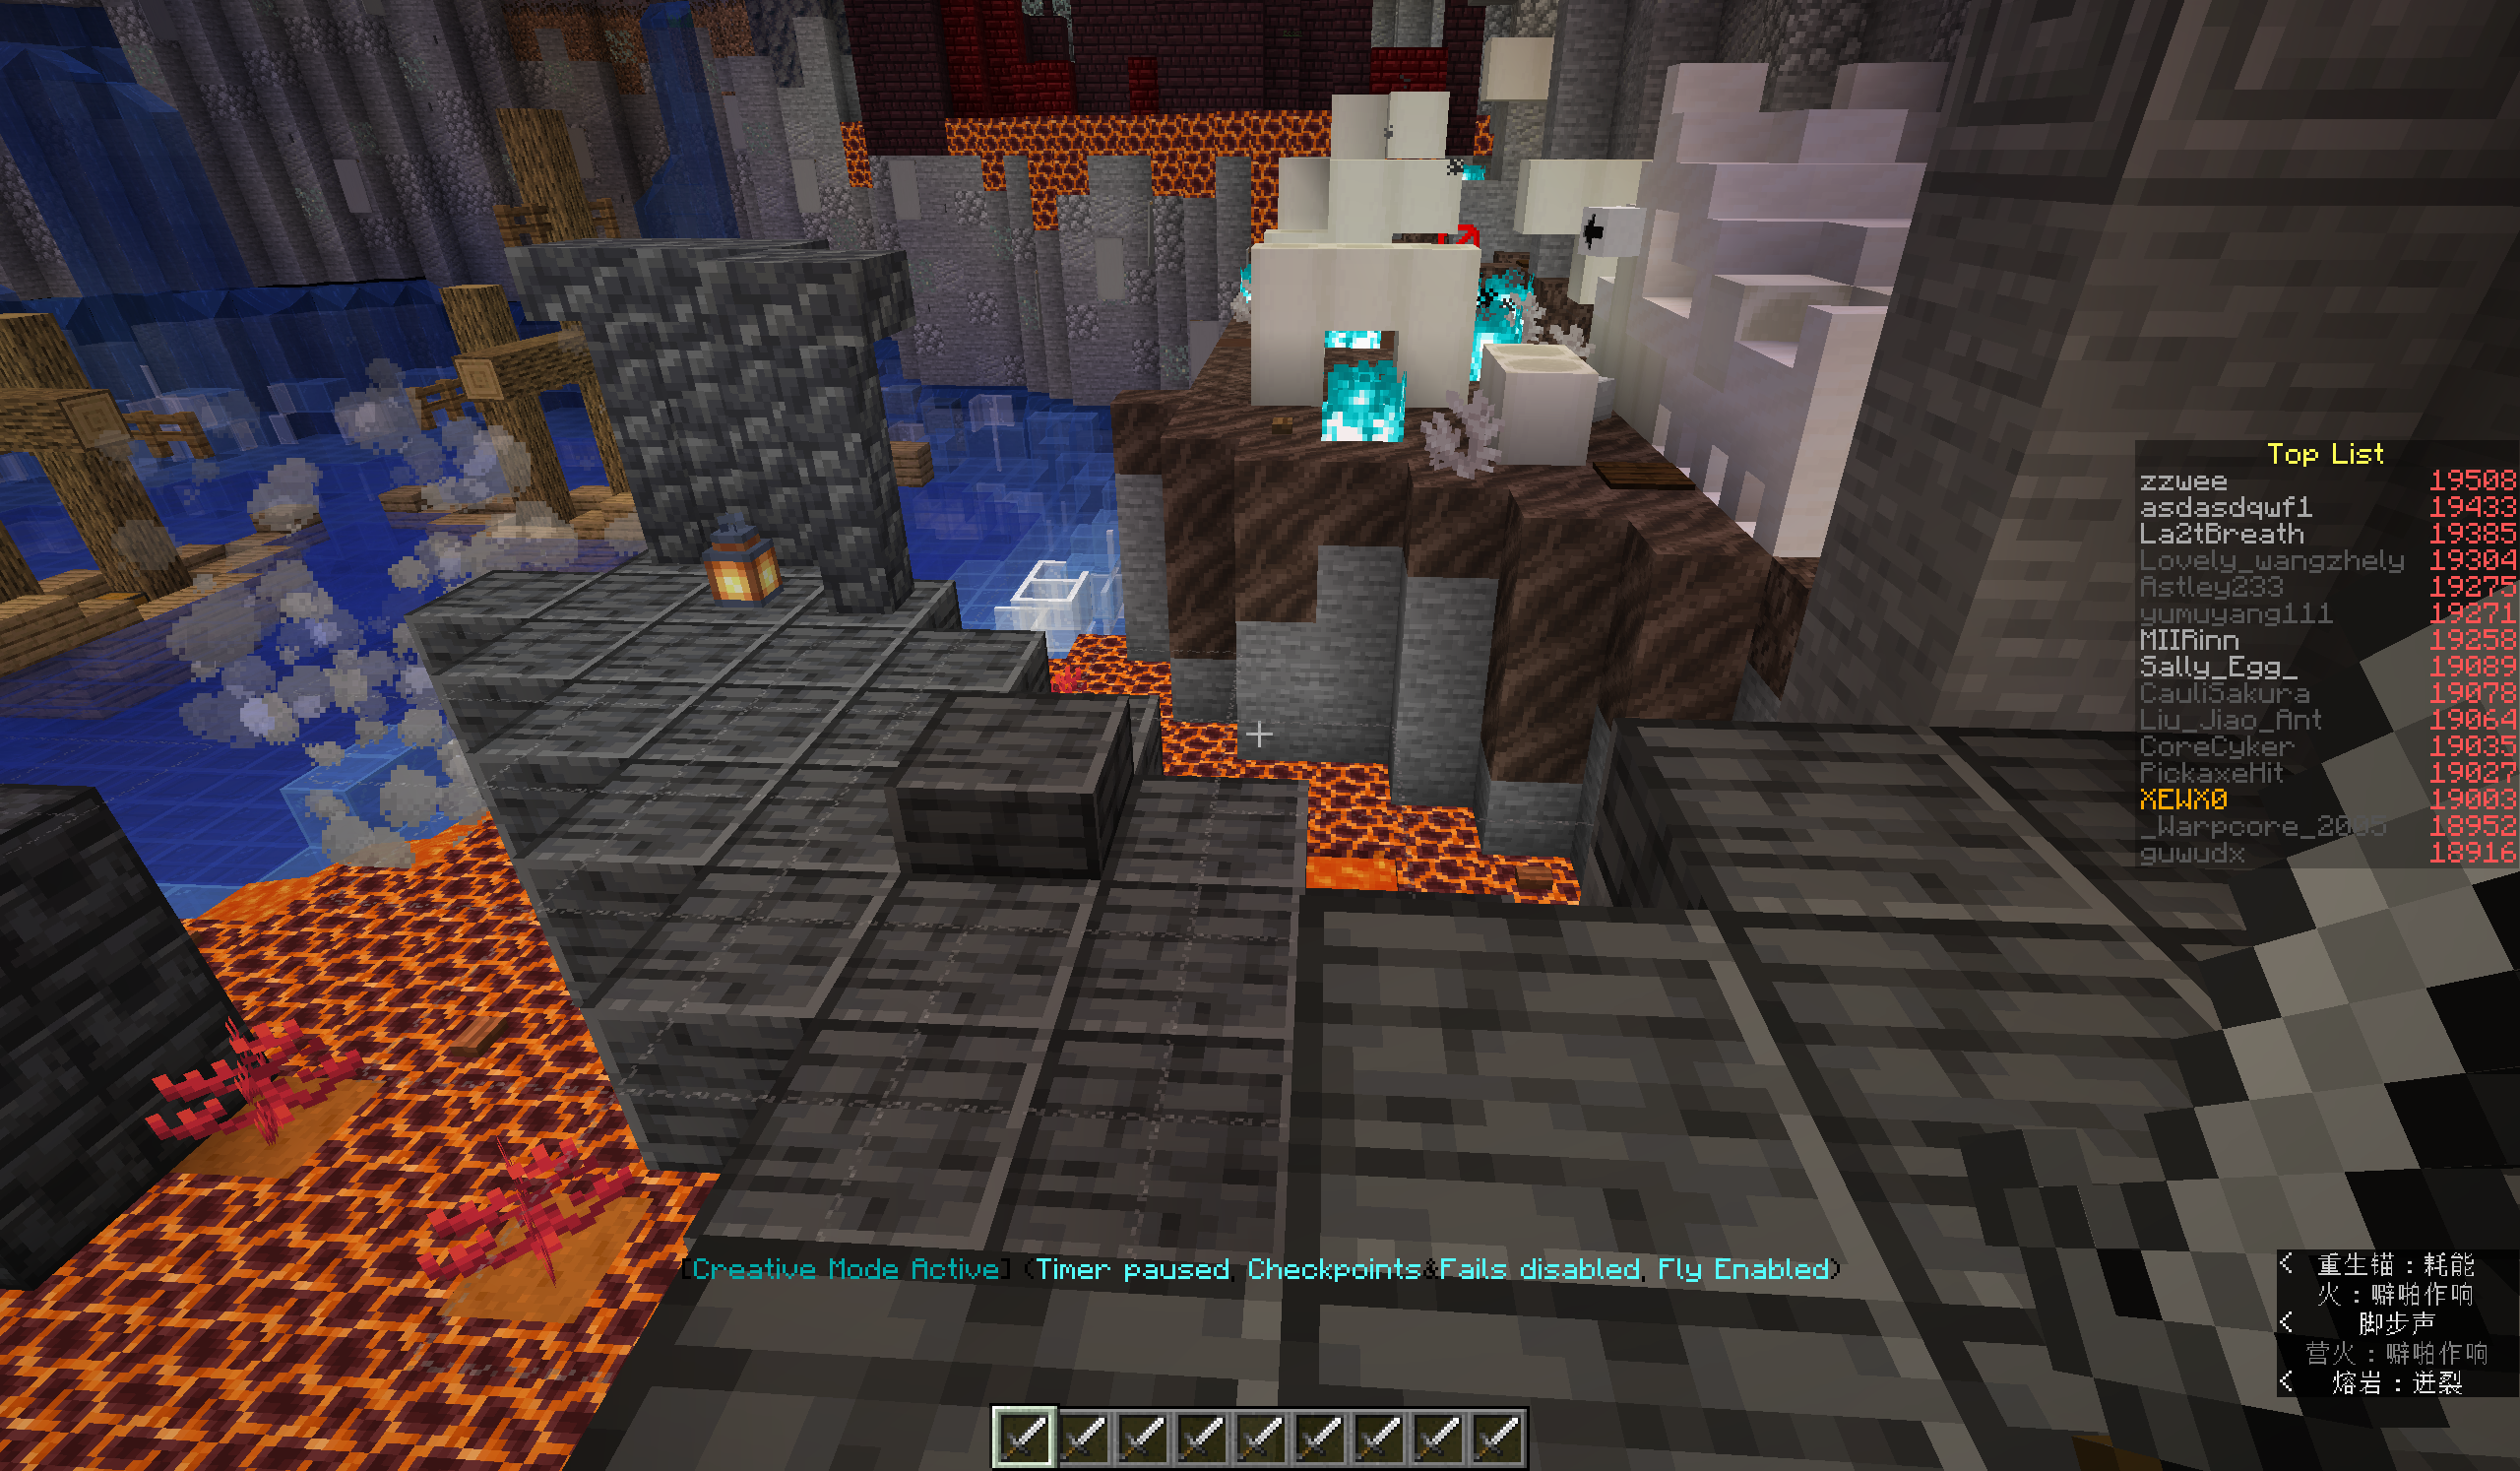 Top List
zzwee 19508
asdasdqwf1 19433
La2tBreath 19385
Lovely_wangzhely 19304
Astley233 19275
yumuyang111 19271
MIIRinn 19258
Sally_Egg_ 19089
CauliSakura 19078
Liu_Jiao_Ant 19064
CoreCyker 19035
PickaxeHit 19027
XEWX0 19003
_Warpcore_2005 18952
guwudx 18916
[Creative Mode Active] (Timer paused, Checkpoints&Fails disabled, Fly Enabled)
< 重生锚：耗能
火：噼啪作响
< 脚步声
营火：噼啪作响
< 熔岩：迸裂